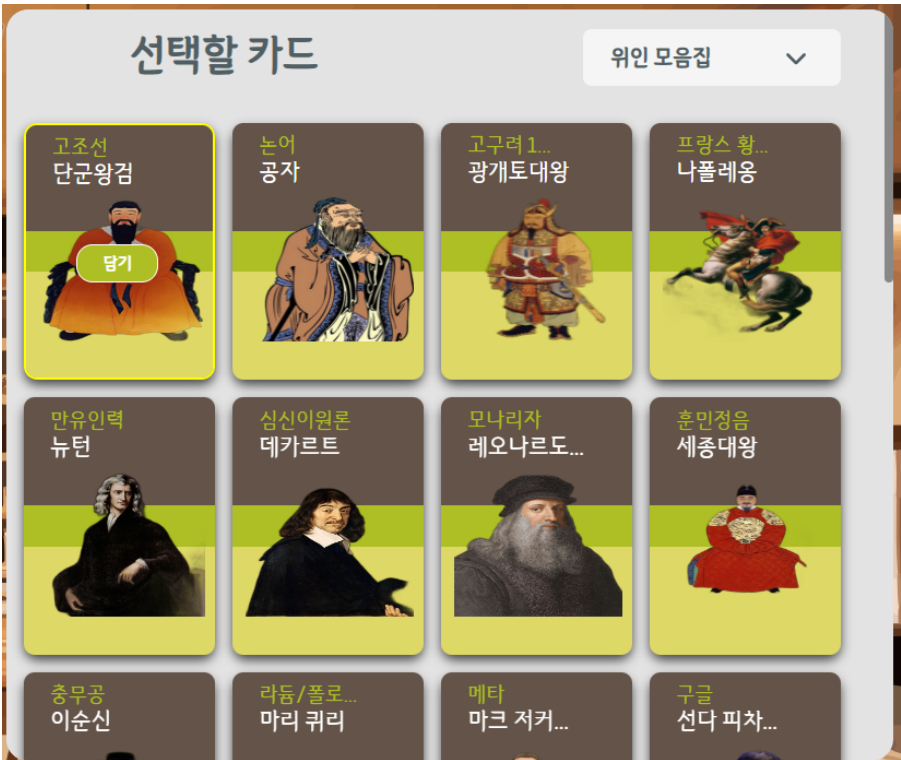 선택할 카드
위인 모음집
고조선
단군왕검
담기
논어
공자
고구려 1...
광개토대왕
프랑스 황...
나폴레옹
만유인력
뉴턴
심신이원론
데카르트
모나리자
레오나르도...
훈민정음
세종대왕
충무공
이순신
라듐/폴로...
마리 퀴리
메타
마크 저커...
구글
선다 피차...